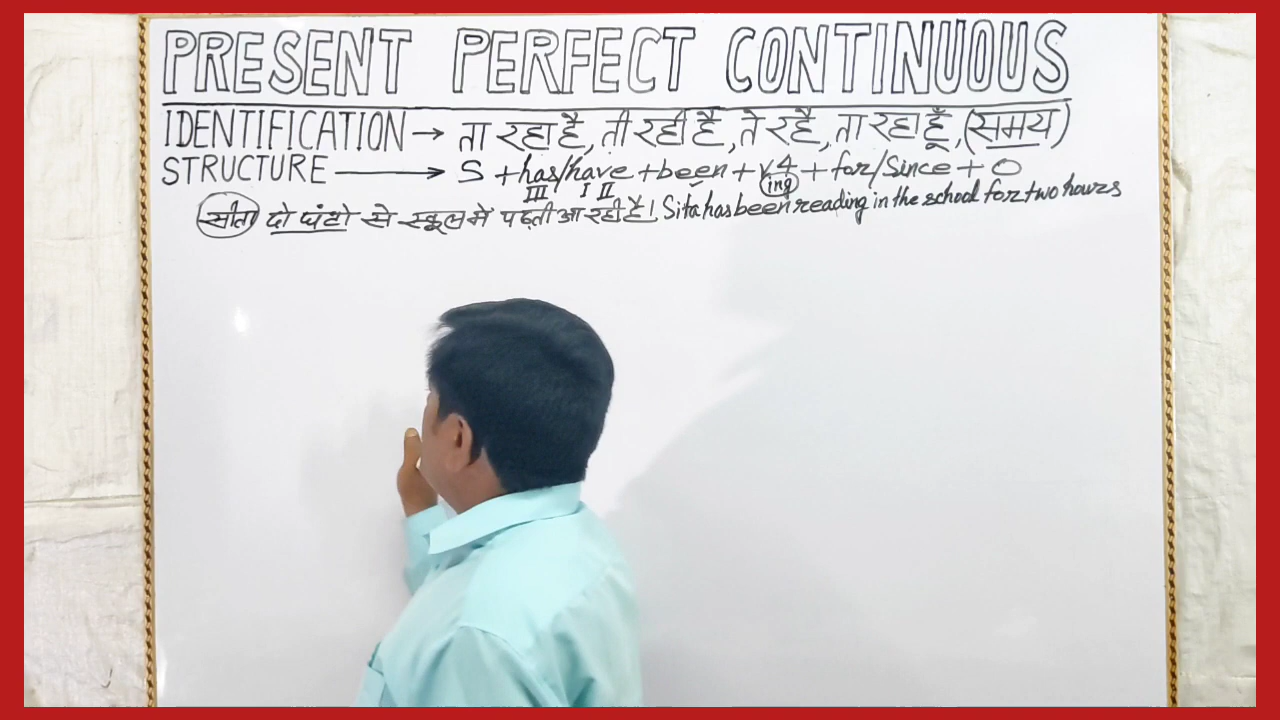 PRESENT PERFECT CONTINUOUS
IDENTIFICATION → ता रहा है, ती रही है, ते रहे, ता रहा हूँ, (समय)
STRUCTURE → S + has/have + been + v4 + for/Since + O
III I II ing
सीता दो घंटो से स्कूल मे पढ़ती आ रही है। Sita has been reading in the school for two hours